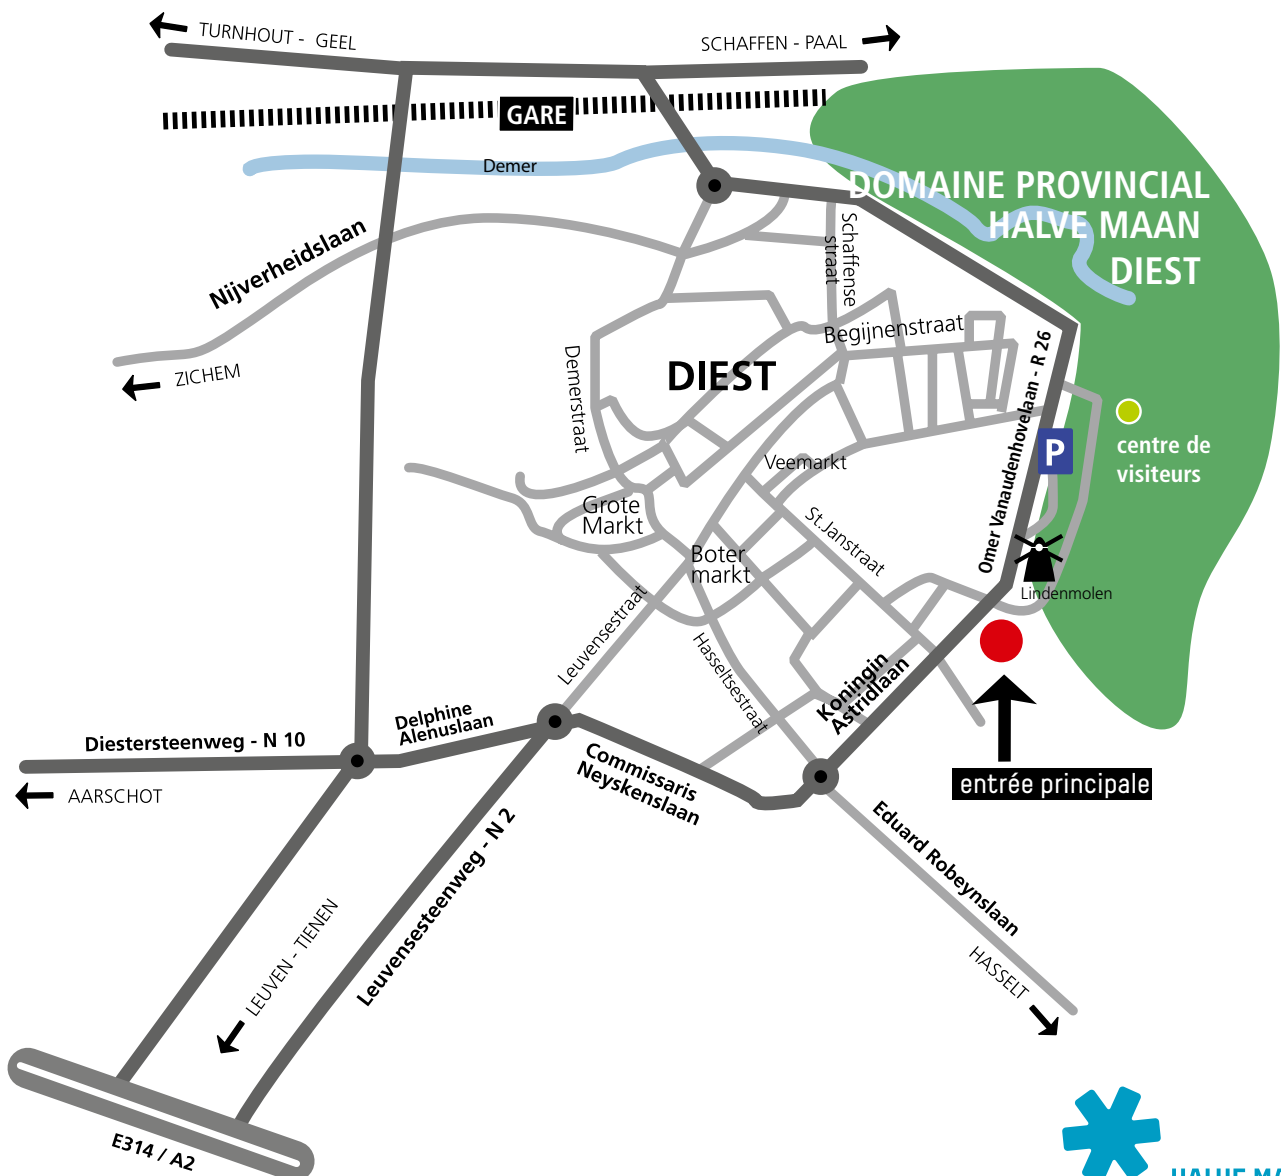 TURNHOUT - GEEL
SCHAFFEN - PAAL
GARE
Demer
DOMAINE PROVINCIAL
HALVE MAAN
DIEST
Nijverheidslaan
Schaffense
straat
ZICHEM
Begijnenstraat
Demerstraat
DIEST
Omer Vanaudenhovelaan - R 26
P
centre de
visiteurs
Veemarkt
Grote
Markt
St.Janstraat
Boter
markt
Lindenmolen
Leuvensestraat
Hasseltsestraat
Koningin
Astridlaan
Delphine
Alenuslaan
Diestersteenweg - N 10
AARSCHOT
Commissaris
Neyskenslaan
entrée principale
Leuvensesteenweg - N 2
Eduard Robeynslaan
LEUVEN - TIENEN
HASSELT
E314 / A2